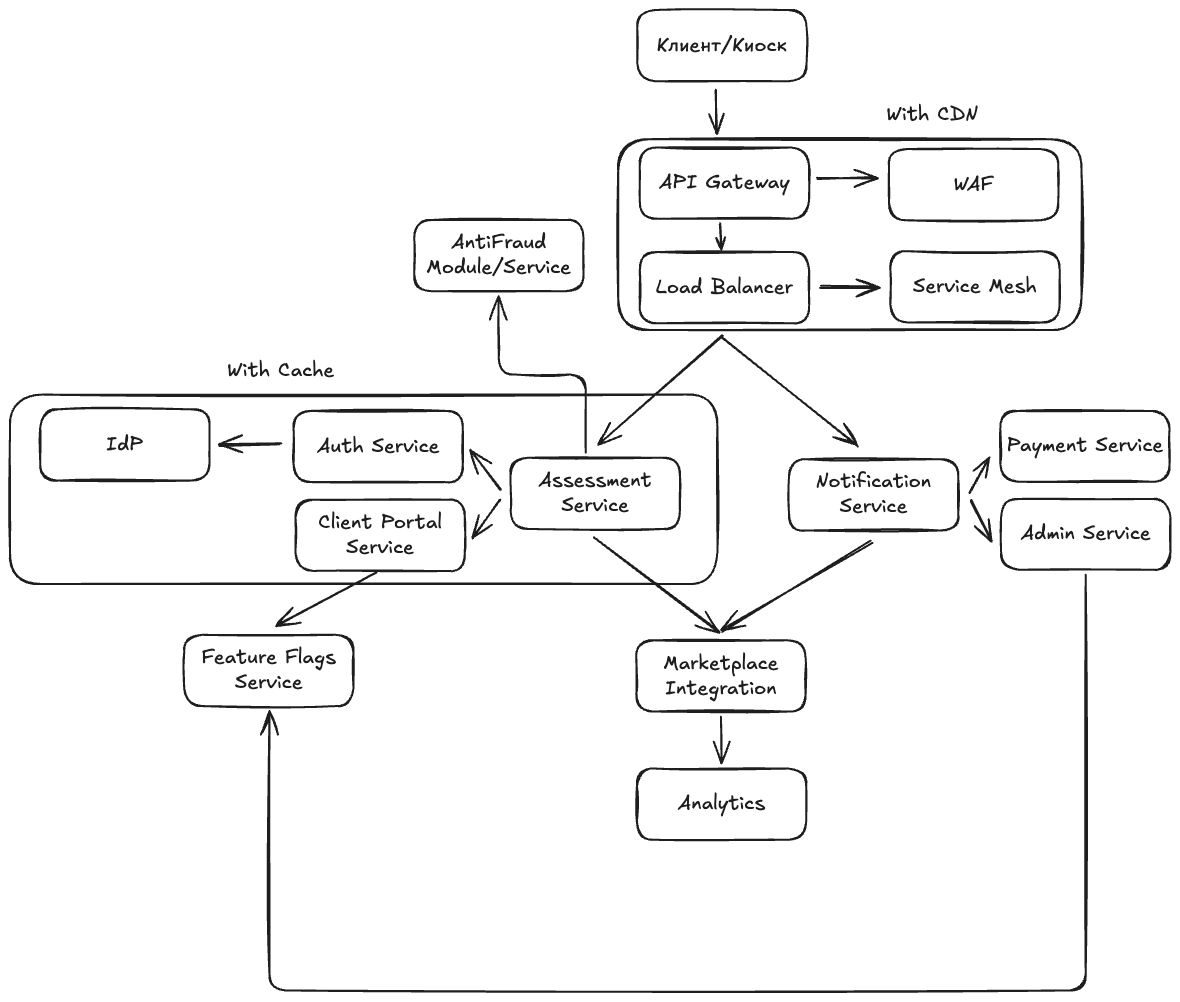 Клиент/Киоск
With CDN
API Gateway
WAF
AntiFraud
Module/Service
Load Balancer
Service Mesh
With Cache
IdP
Auth Service
Assessment
Service
Notification
Service
Payment Service
Client Portal
Service
Admin Service
Feature Flags
Service
Marketplace
Integration
Analytics